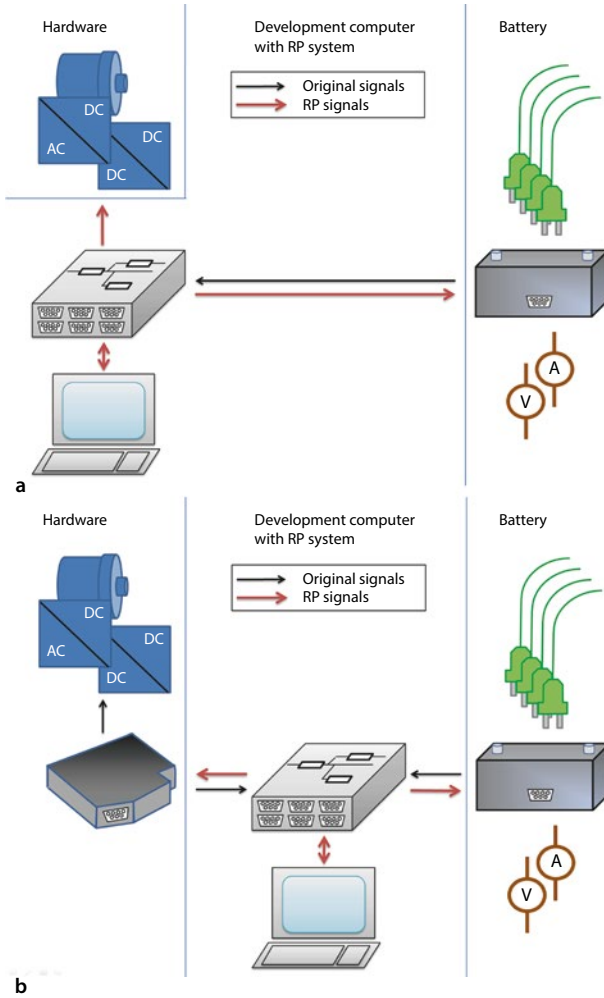 Hardware
Development computer
with RP system
Battery
Original signals
RP signals
DC
AC
DC
DC
A
V
a
Hardware
Development computer
with RP system
Battery
Original signals
RP signals
DC
AC
DC
DC
A
V
b